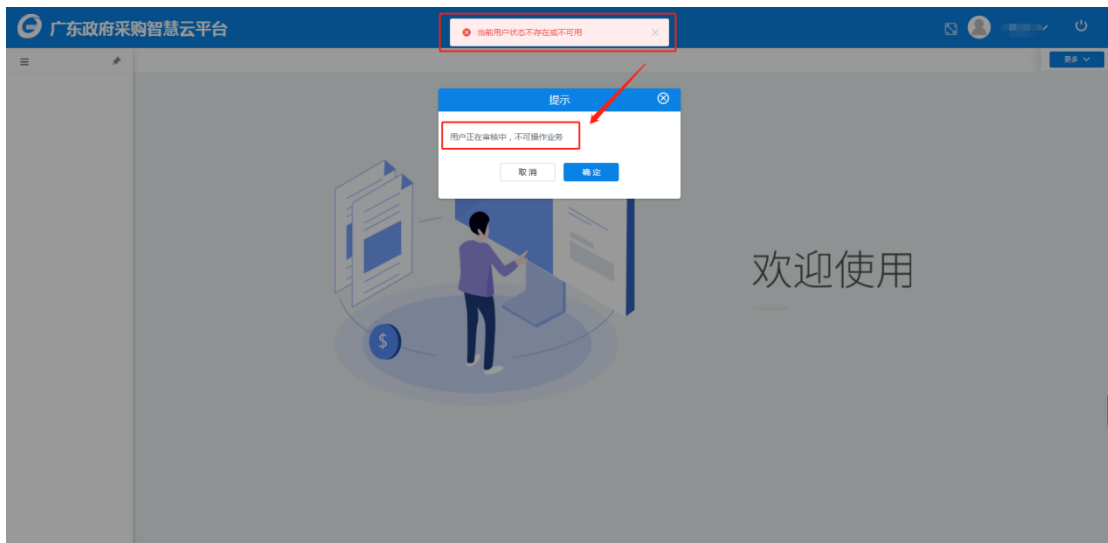 广东政府采购智慧云平台
当前用户状态不存在或不可用
更多
提示
用户正在审核中，不可操作业务
取消 确定
欢迎使用
$